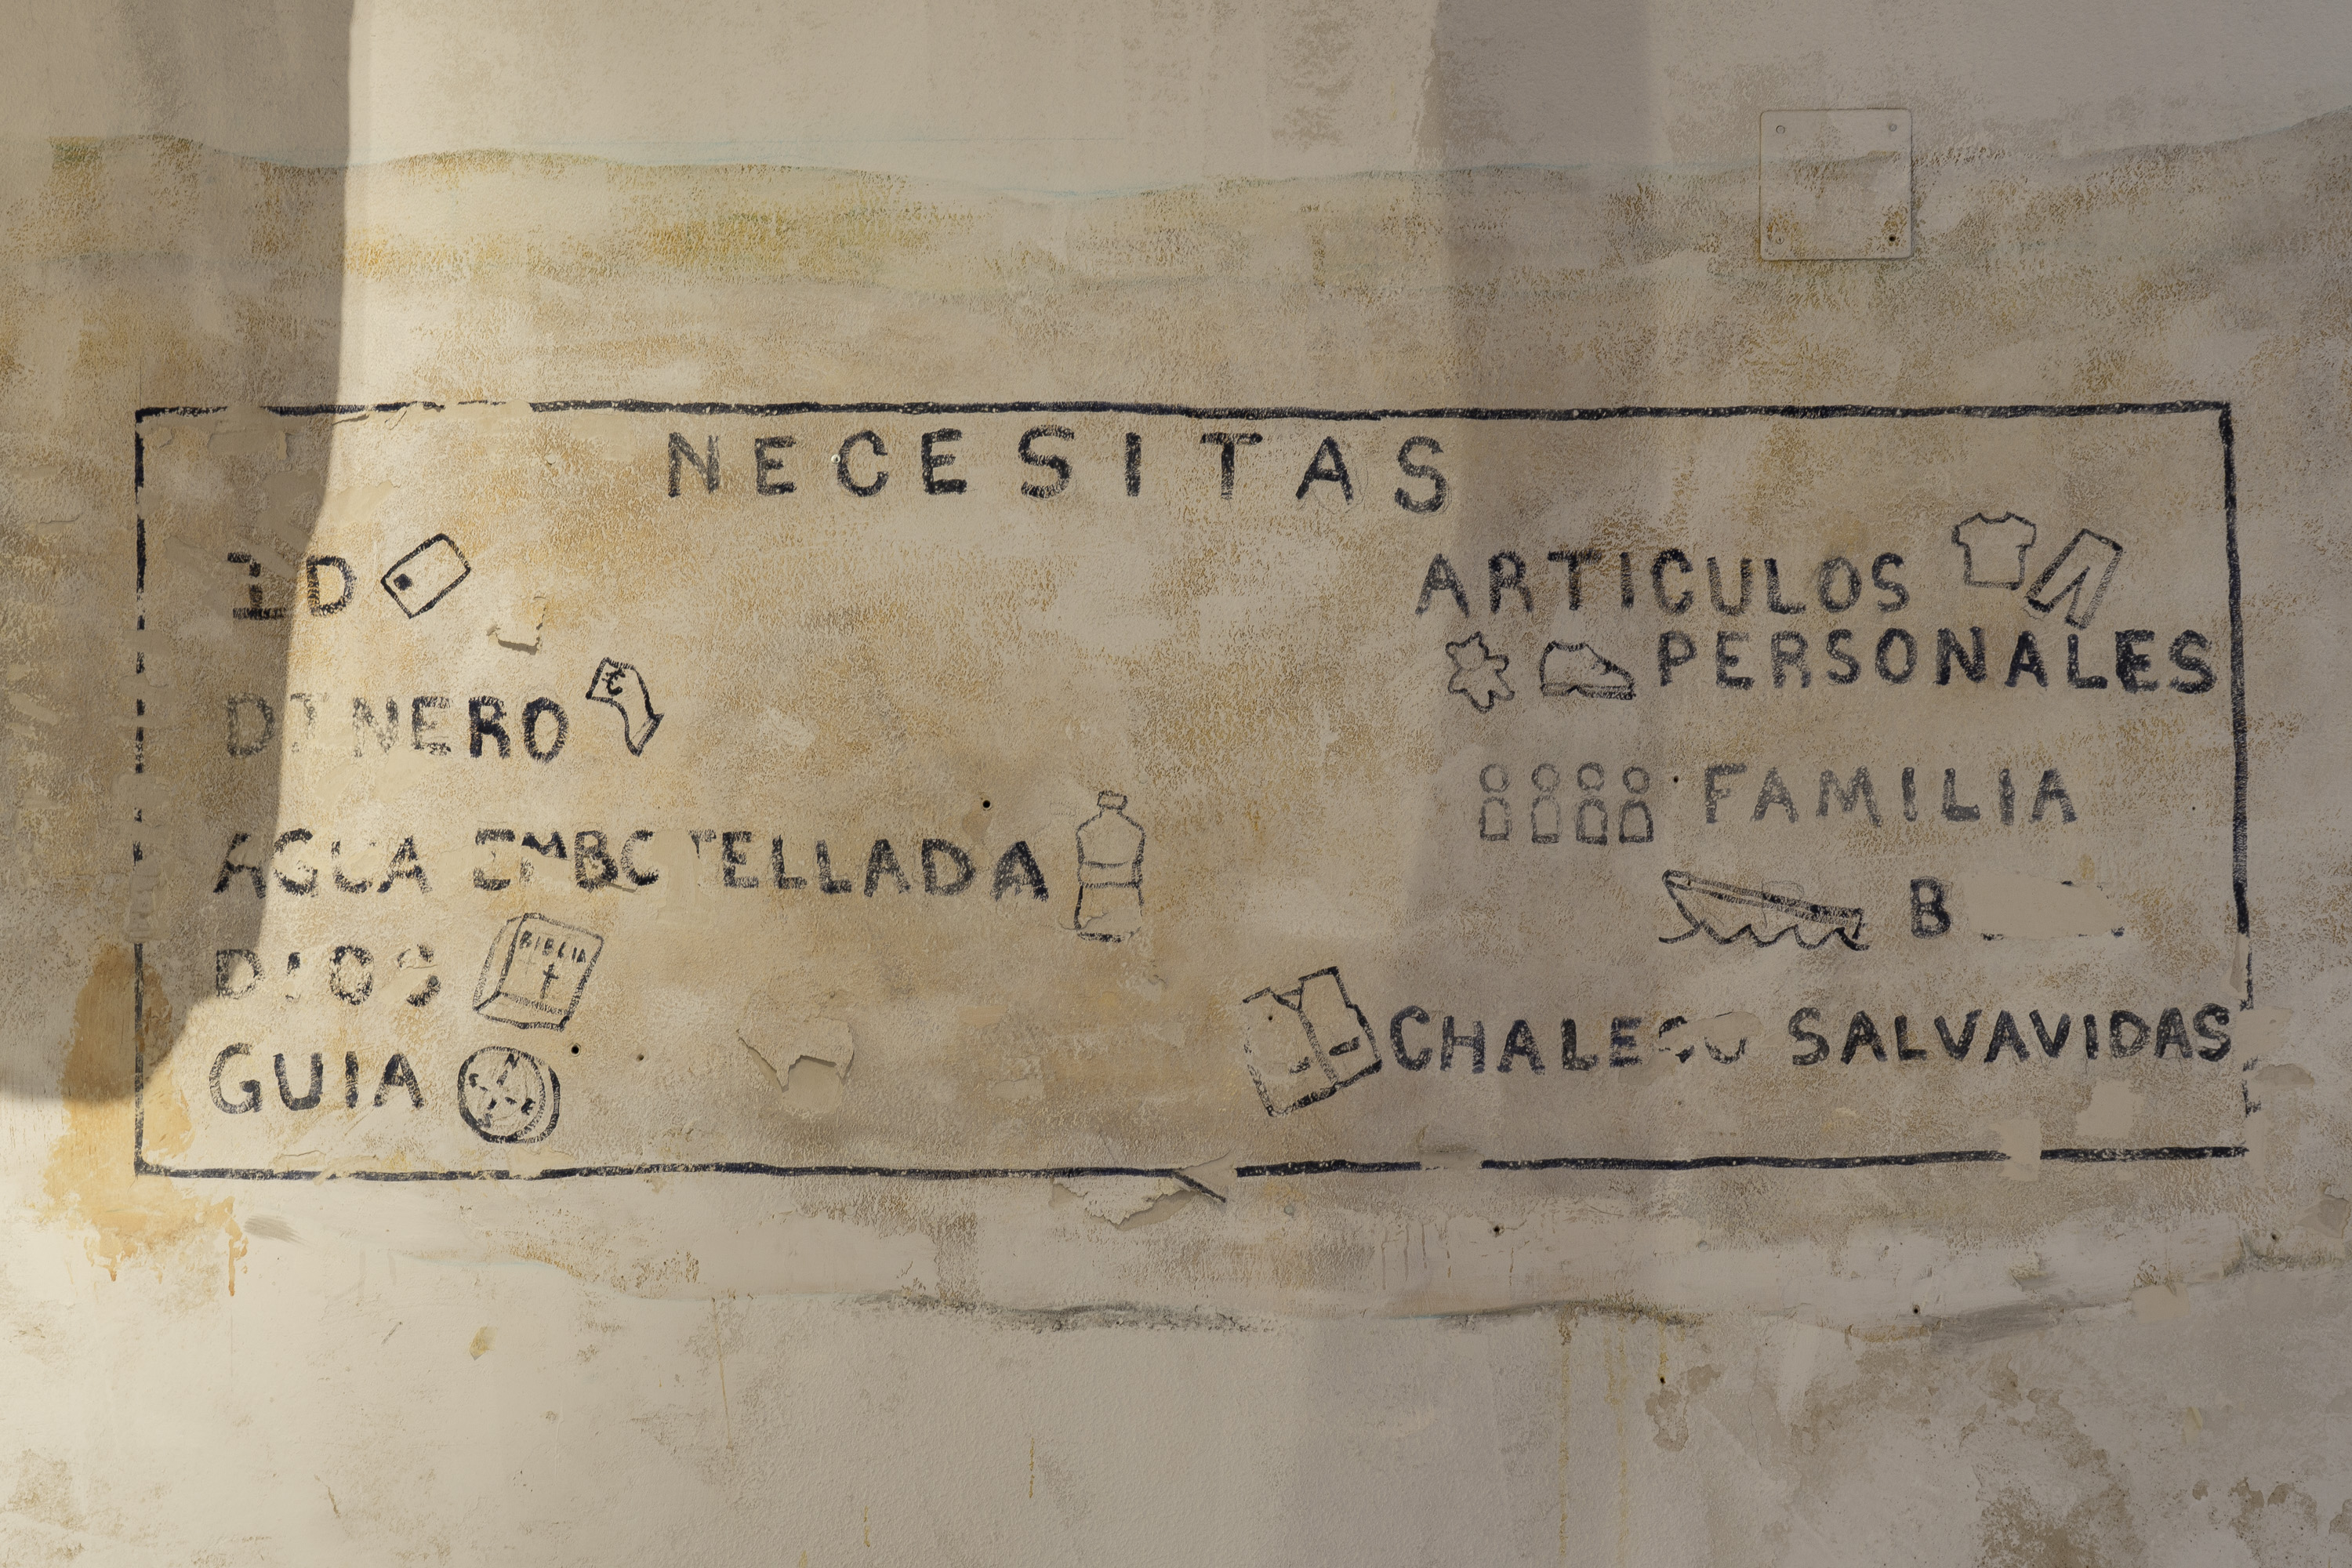 NECESITAS
ID
DINERO
€
AGUA EMBOTELLADA
DIOS
BIBLIA
GUIA
N
ARTICULOS
PERSONALES
FAMILIA
CHALECO SALVAVIDAS